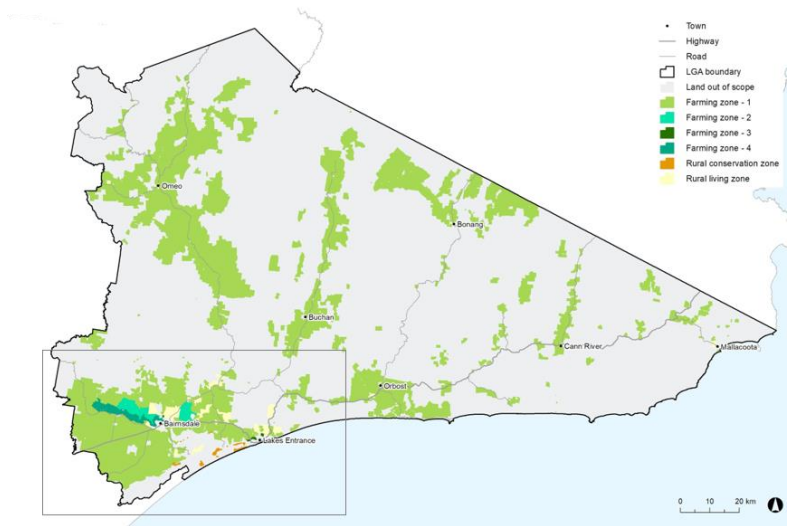 Town
Highway
Road
LGA boundary
Land out of scope
Farming zone - 1
Farming zone - 2
Farming zone - 3
Farming zone - 4
Rural conservation zone
Rural living zone
Omeo
Bonang
Buchan
Cann River
Mallacoota
Orbost
Bairnsdale
Lakes Entrance
0 10 20 km